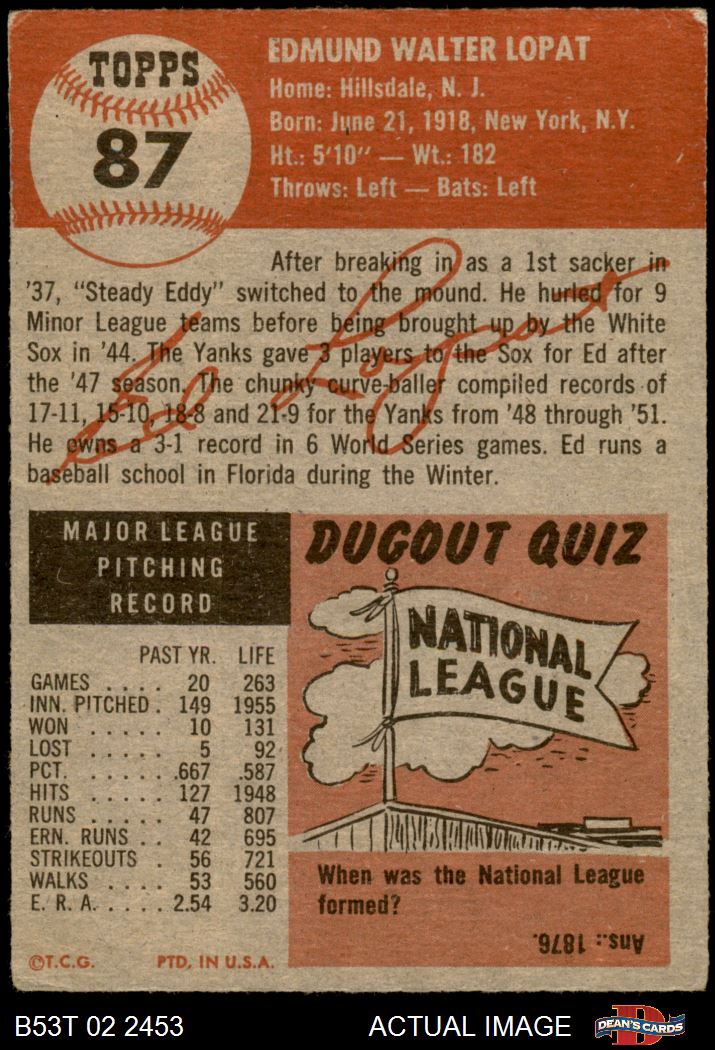 TOPPS
87
EDMUND WALTER LOPAT
Home: Hillsdale, N. J.
Born: June 21, 1918, New York, N.Y.
Ht.: 5'10" — Wt.: 182
Throws: Left — Bats: Left
After breaking in as a 1st sacker in
'37, "Steady Eddy" switched to the mound. He hurled for 9
Minor League teams before being brought up by the White
Sox in '44. The Yanks gave 3 players to the Sox for Ed after
the '47 season. The chunky curve-baller compiled records of
17-11, 15-10, 18-8 and 21-9 for the Yanks from '48 through '51.
He owns a 3-1 record in 6 World Series games. Ed runs a
baseball school in Florida during the Winter.
Ed Lopat
MAJOR LEAGUE
PITCHING
RECORD
PAST YR. LIFE
GAMES .... 20 263
INN. PITCHED. 149 1955
WON ..... 10 131
LOST ..... 5 92
PCT. ..... .667 .587
HITS ..... 127 1948
RUNS ..... 47 807
ERN. RUNS .. 42 695
STRIKEOUTS . 56 721
WALKS .... 53 560
E. R. A. .... 2.54 3.20
©T.C.G. PTD. IN U.S.A.
DUGOUT QUIZ
NATIONAL
LEAGUE
When was the National League
formed?
Ans.: 1876.
B53T 02 2453 ACTUAL IMAGE
D
DEAN'S CARDS